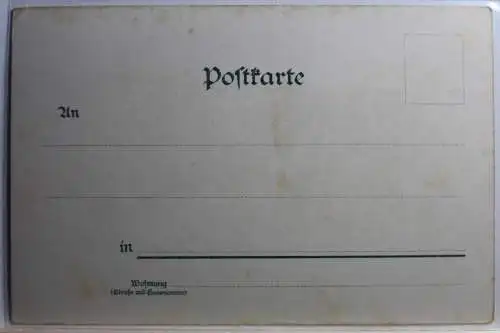 Postkarte
An
in
Wohnung
(Straße und Hausnummer)